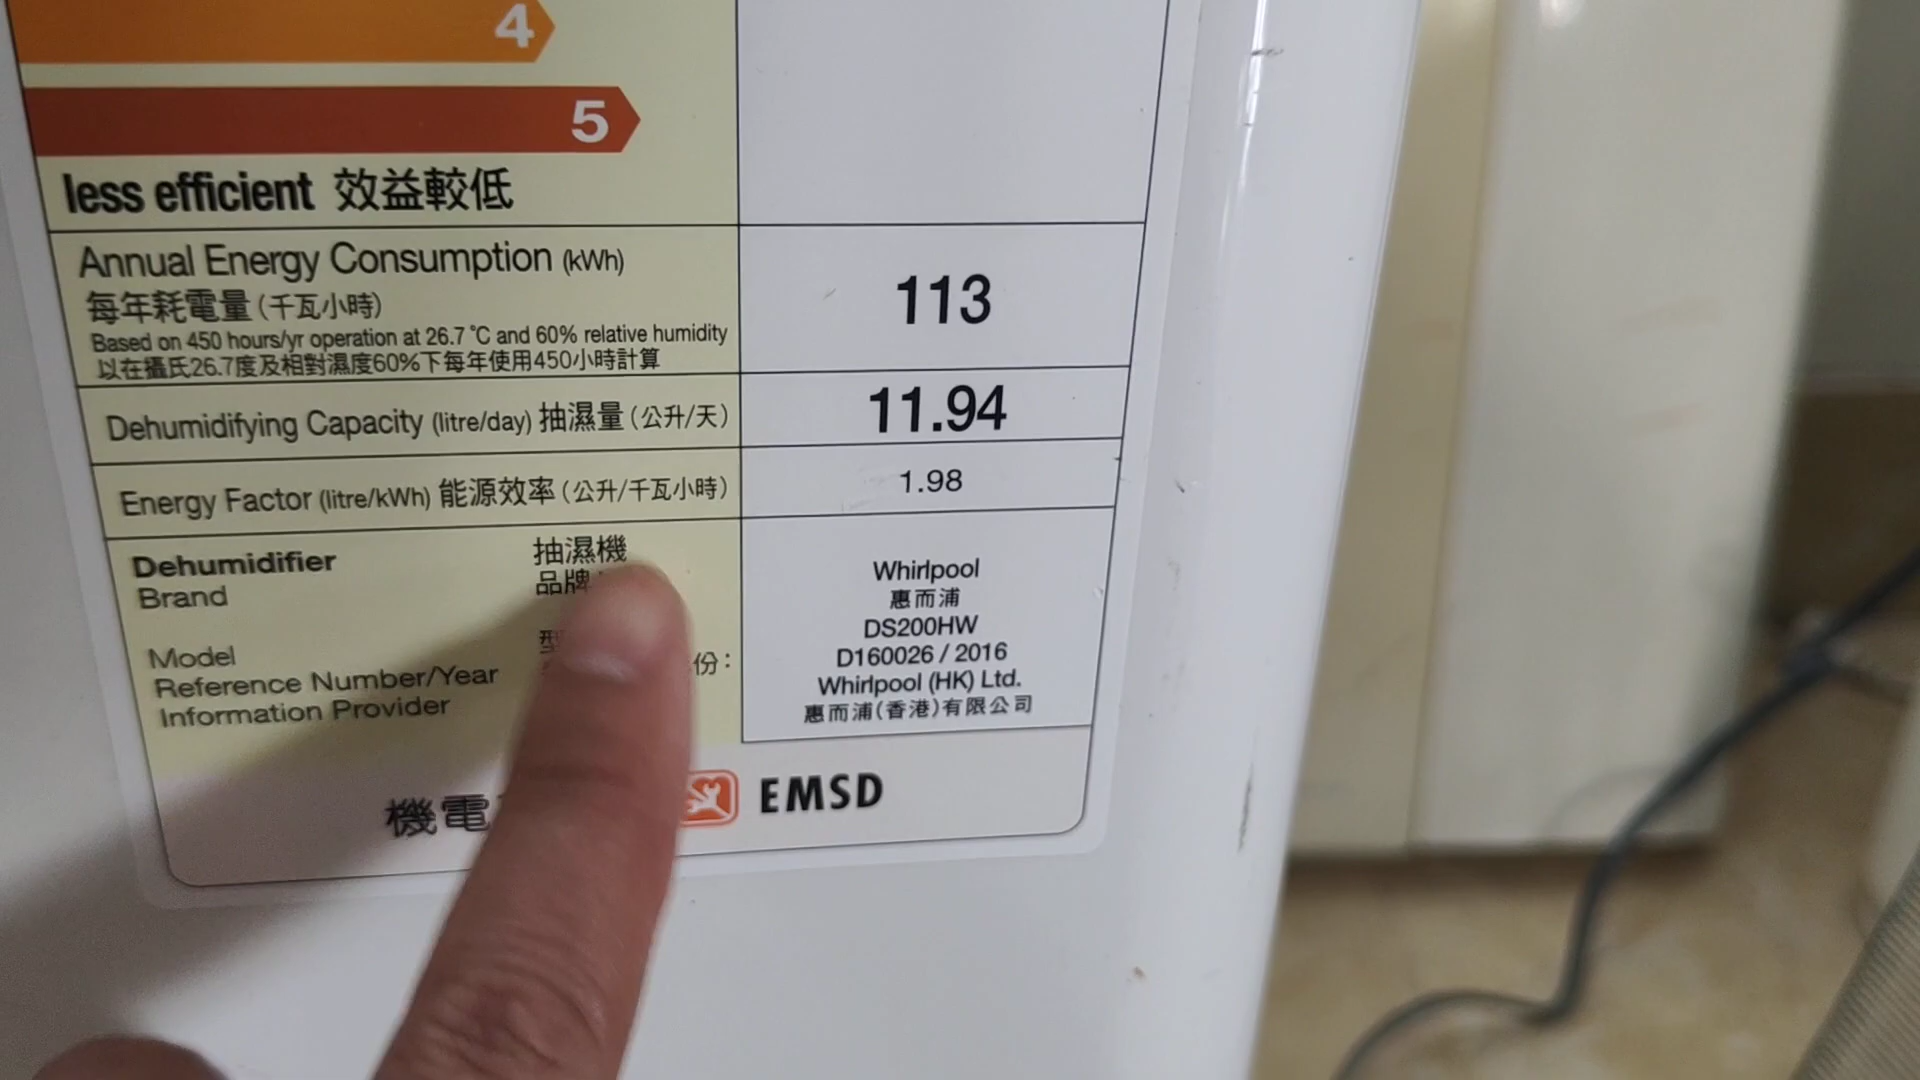 4
5
less efficient 效益較低
Annual Energy Consumption (kWh)
每年耗電量(千瓦小時)
Based on 450 hours/yr operation at 26.7 °C and 60% relative humidity
以在攝氏26.7度及相對濕度60%下每年使用450小時計算
113
Dehumidifying Capacity (litre/day) 抽濕量(公升/天)
11.94
Energy Factor (litre/kWh) 能源效率(公升/千瓦小時)
1.98
Dehumidifier 抽濕機
Brand 品牌
Model 型
Reference Number/Year 份:
Information Provider
Whirlpool
惠而浦
DS200HW
D160026 / 2016
Whirlpool (HK) Ltd.
惠而浦(香港)有限公司
機電 EMSD